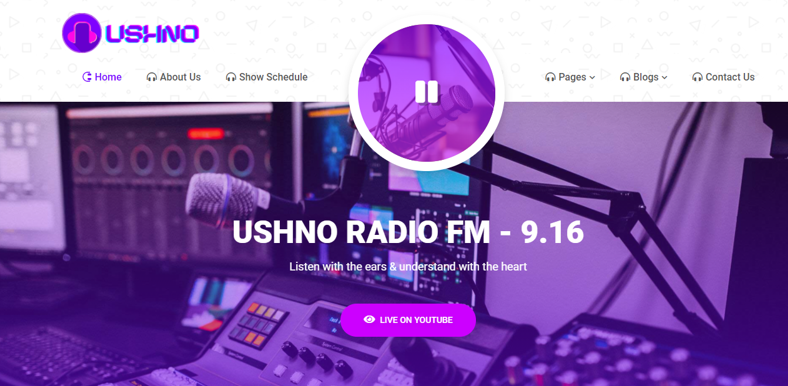 USHNO
Home
About Us
Show Schedule
Pages
Blogs
Contact Us
USHNO RADIO FM - 9.16
Listen with the ears & understand with the heart
LIVE ON YOUTUBE